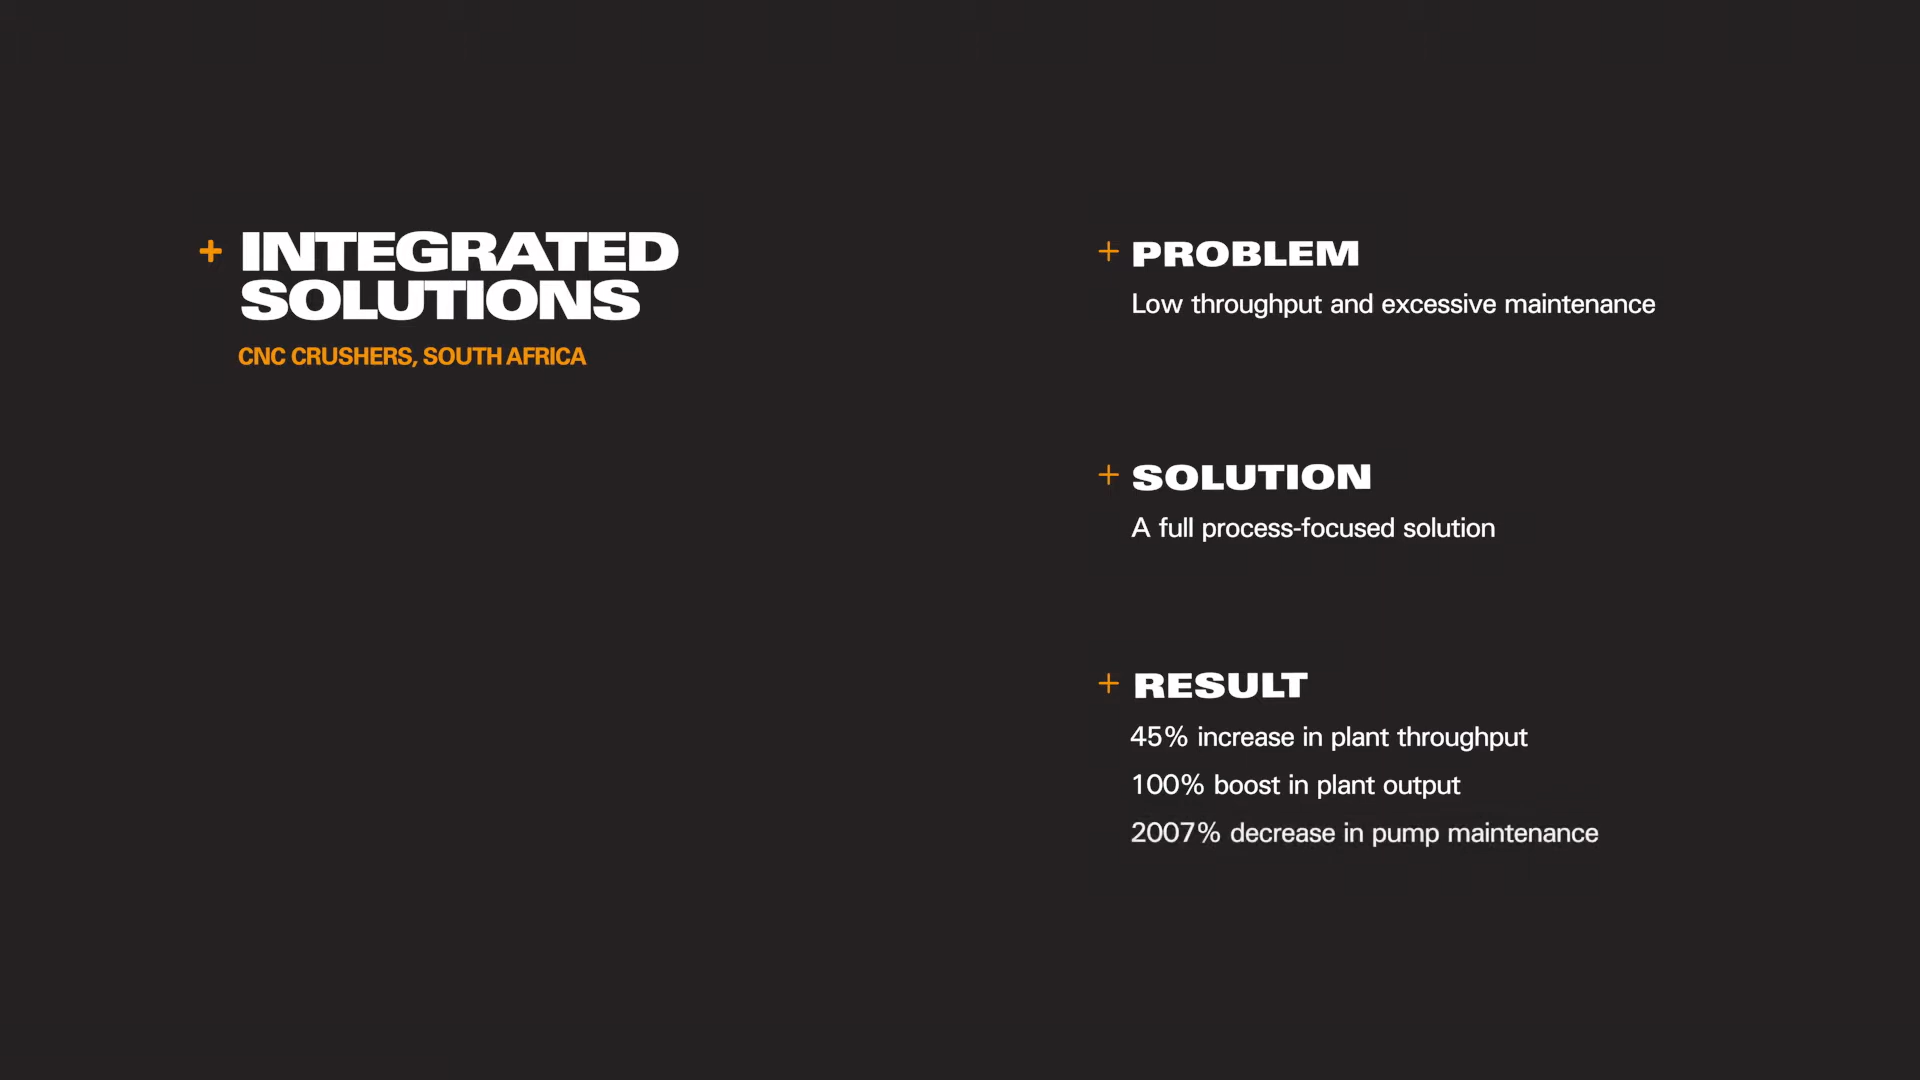 + INTEGRATED
SOLUTIONS
CNC CRUSHERS, SOUTH AFRICA
+ PROBLEM
Low throughput and excessive maintenance
+ SOLUTION
A full process-focused solution
+ RESULT
45% increase in plant throughput
100% boost in plant output
2007% decrease in pump maintenance